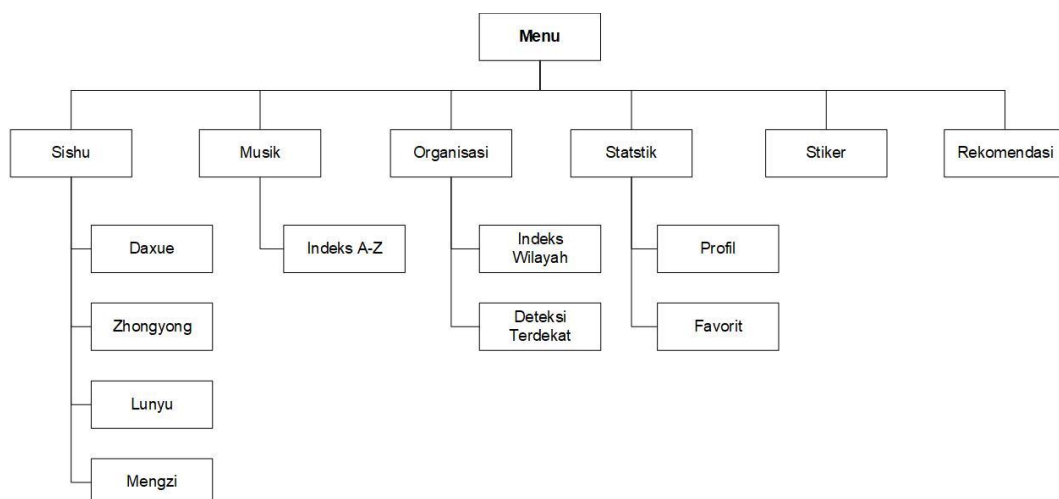 Menu
Sishu
Musik
Organisasi
Statstik
Stiker
Rekomendasi
Daxue
Indeks A-Z
Indeks
Wilayah
Profil
Zhongyong
Deteksi
Terdekat
Favorit
Lunyu
Mengzi